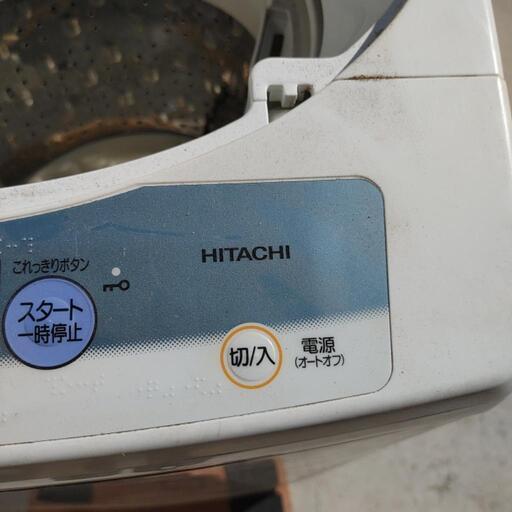 HITACHI
これっきりボタン
スタート
一時停止
切/入
電源
(オートオフ)